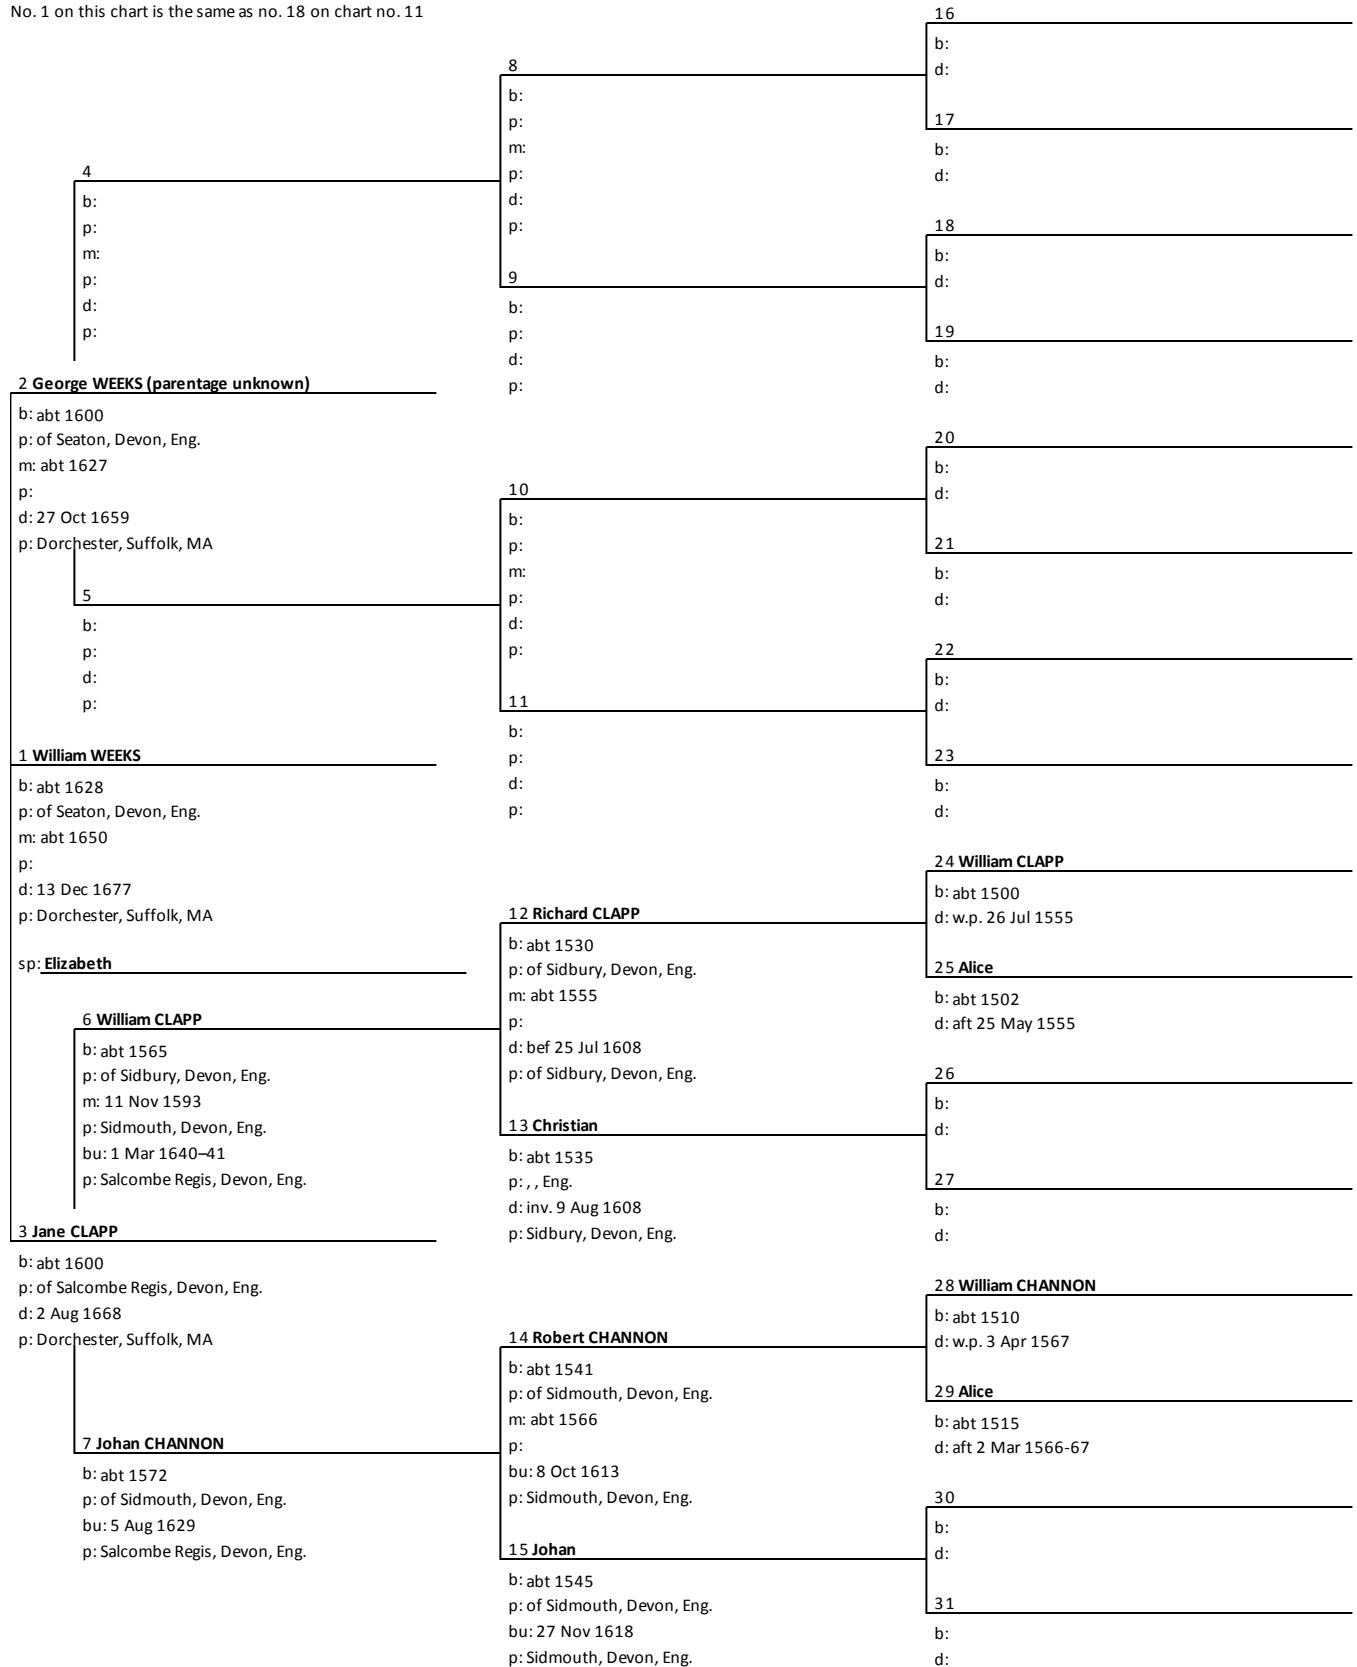 No. 1 on this chart is the same as no. 18 on chart no. 11
4
b:
p:
m:
p:
d:
p:
2 George WEEKS (parentage unknown)
b: abt 1600
p: of Seaton, Devon, Eng.
m: abt 1627
p:
d: 27 Oct 1659
p: Dorchester, Suffolk, MA
5
b:
p:
d:
p:
1 William WEEKS
b: abt 1628
p: of Seaton, Devon, Eng.
m: abt 1650
p:
d: 13 Dec 1677
p: Dorchester, Suffolk, MA
sp: Elizabeth
6 William CLAPP
b: abt 1565
p: of Sidbury, Devon, Eng.
m: 11 Nov 1593
p: Sidmouth, Devon, Eng.
bu: 1 Mar 1640–41
p: Salcombe Regis, Devon, Eng.
3 Jane CLAPP
b: abt 1600
p: of Salcombe Regis, Devon, Eng.
d: 2 Aug 1668
p: Dorchester, Suffolk, MA
7 Johan CHANNON
b: abt 1572
p: of Sidmouth, Devon, Eng.
bu: 5 Aug 1629
p: Salcombe Regis, Devon, Eng.
8
b:
p:
m:
p:
d:
p:
9
b:
p:
d:
p:
10
b:
p:
m:
p:
d:
p:
11
b:
p:
d:
p:
12 Richard CLAPP
b: abt 1530
p: of Sidbury, Devon, Eng.
m: abt 1555
p:
d: bef 25 Jul 1608
p: of Sidbury, Devon, Eng.
13 Christian
b: abt 1535
p: , , Eng.
d: inv. 9 Aug 1608
p: Sidbury, Devon, Eng.
14 Robert CHANNON
b: abt 1541
p: of Sidmouth, Devon, Eng.
m: abt 1566
p:
bu: 8 Oct 1613
p: Sidmouth, Devon, Eng.
15 Johan
b: abt 1545
p: of Sidmouth, Devon, Eng.
bu: 27 Nov 1618
p: Sidmouth, Devon, Eng.
16
b:
d:
17
b:
d:
18
b:
d:
19
b:
d:
20
b:
d:
21
b:
d:
22
b:
d:
23
b:
d:
24 William CLAPP
b: abt 1500
d: w.p. 26 Jul 1555
25 Alice
b: abt 1502
d: aft 25 May 1555
26
b:
d:
27
b:
d:
28 William CHANNON
b: abt 1510
d: w.p. 3 Apr 1567
29 Alice
b: abt 1515
d: aft 2 Mar 1566-67
30
b:
d:
31
b:
d: